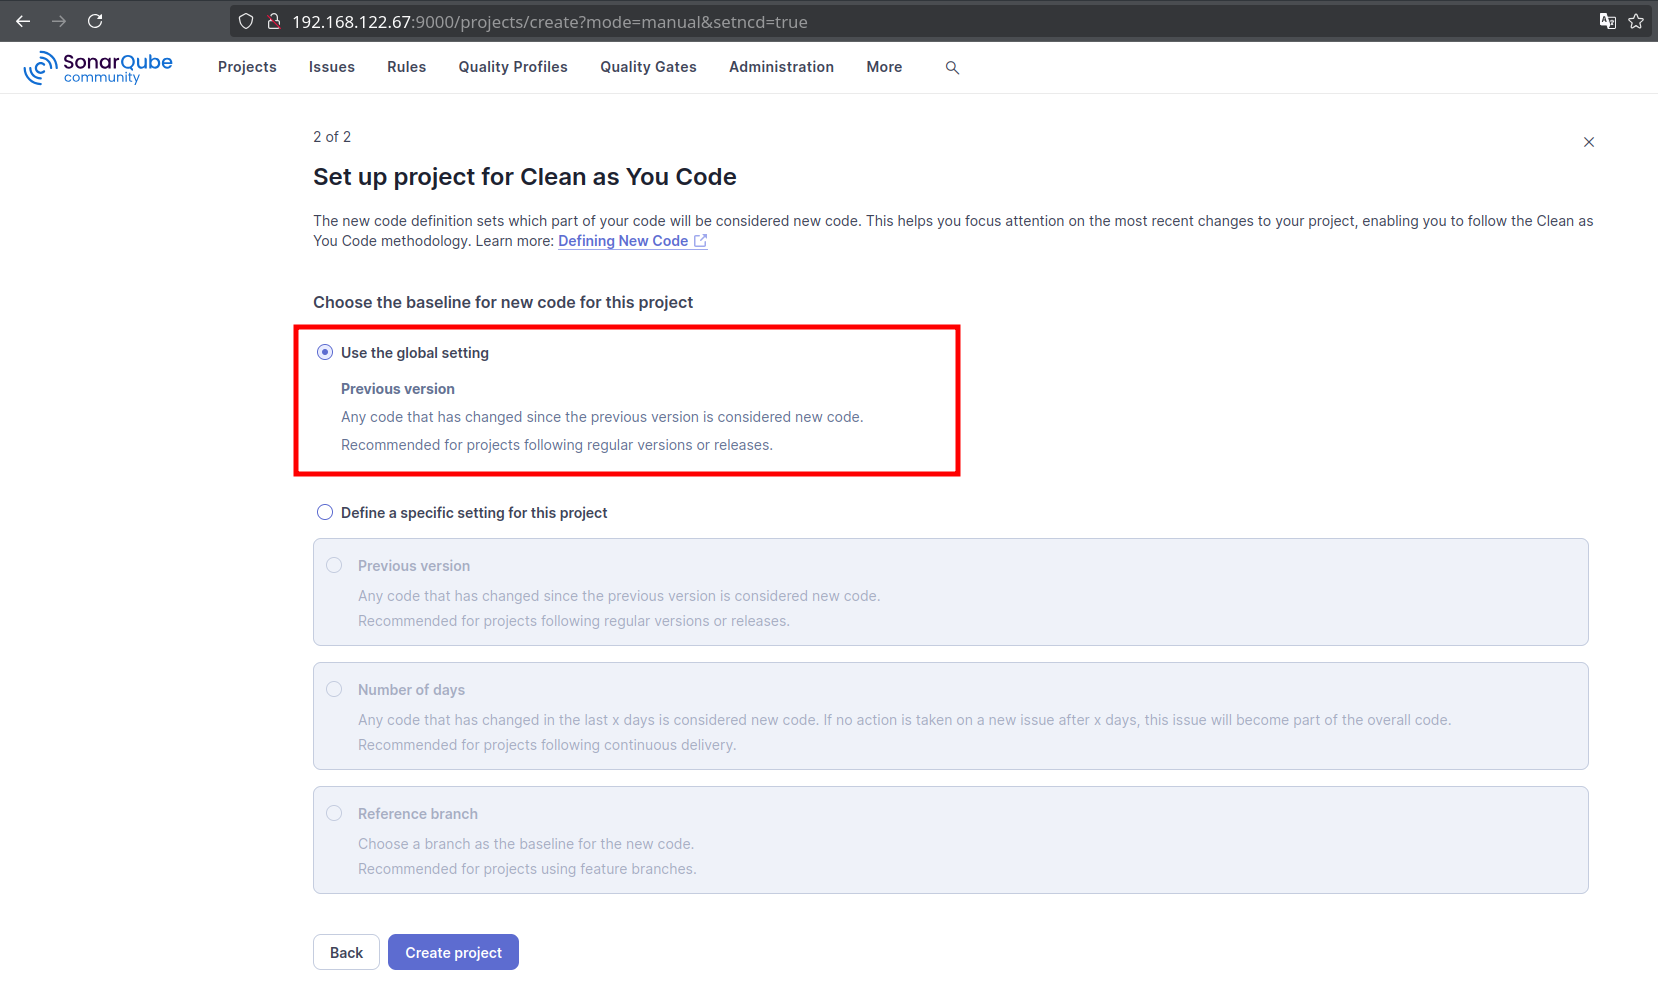 192.168.122.67:9000/projects/create?mode=manual&setncd=true
SonarQube
community
Projects
Issues
Rules
Quality Profiles
Quality Gates
Administration
More
2 of 2
Set up project for Clean as You Code
The new code definition sets which part of your code will be considered new code. This helps you focus attention on the most recent changes to your project, enabling you to follow the Clean as
You Code methodology. Learn more: Defining New Code
Choose the baseline for new code for this project
Use the global setting
Previous version
Any code that has changed since the previous version is considered new code.
Recommended for projects following regular versions or releases.
Define a specific setting for this project
Previous version
Any code that has changed since the previous version is considered new code.
Recommended for projects following regular versions or releases.
Number of days
Any code that has changed in the last x days is considered new code. If no action is taken on a new issue after x days, this issue will become part of the overall code.
Recommended for projects following continuous delivery.
Reference branch
Choose a branch as the baseline for the new code.
Recommended for projects using feature branches.
Back
Create project